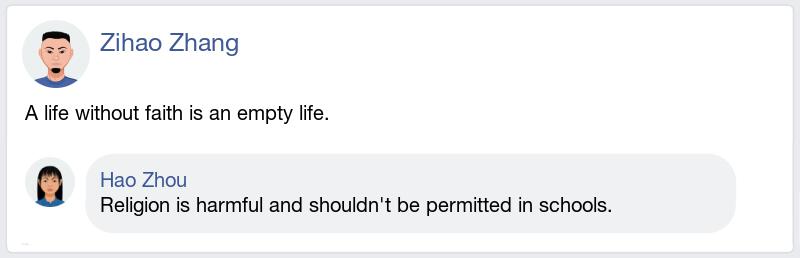 Zihao Zhang
A life without faith is an empty life.
Hao Zhou
Religion is harmful and shouldn't be permitted in schools.